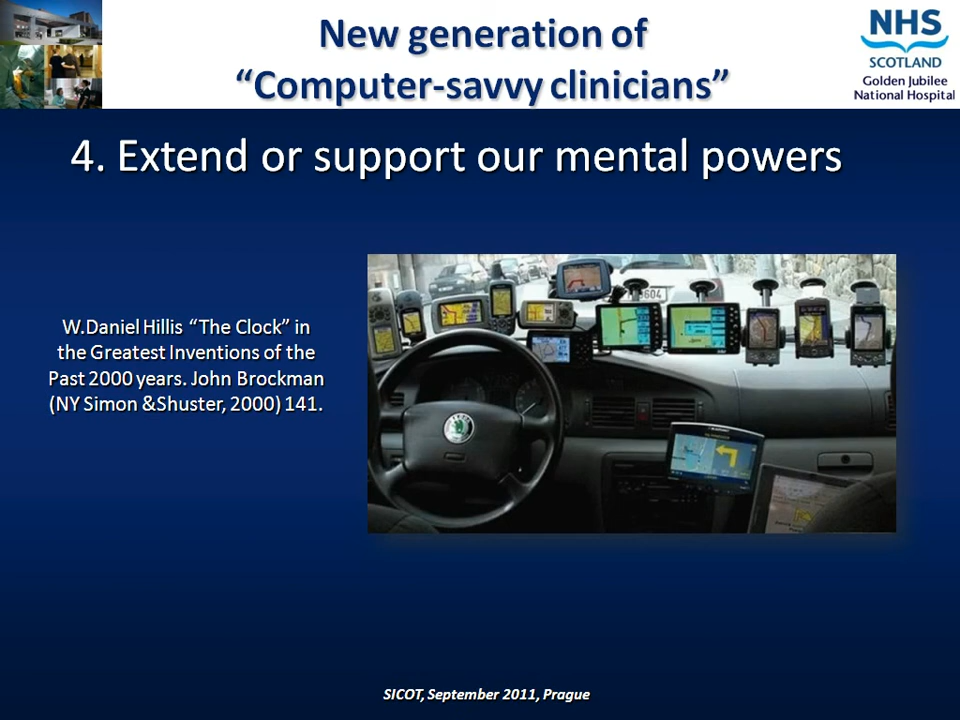 New generation of
“Computer-savvy clinicians”
NHS
SCOTLAND
Golden Jubilee
National Hospital
4. Extend or support our mental powers
W.Daniel Hillis “The Clock” in
the Greatest Inventions of the
Past 2000 years. John Brockman
(NY Simon &Shuster, 2000) 141.
SICOT, September 2011, Prague